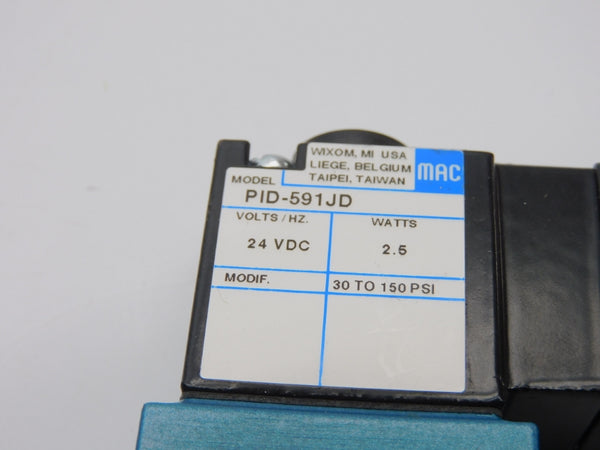 WIXOM, MI USA
LIEGE, BELGIUM
TAIPEI, TAIWAN
MAC
MODEL
PID-591JD
VOLTS/HZ.
WATTS
24 VDC
2.5
MODIF.
30 TO 150 PSI